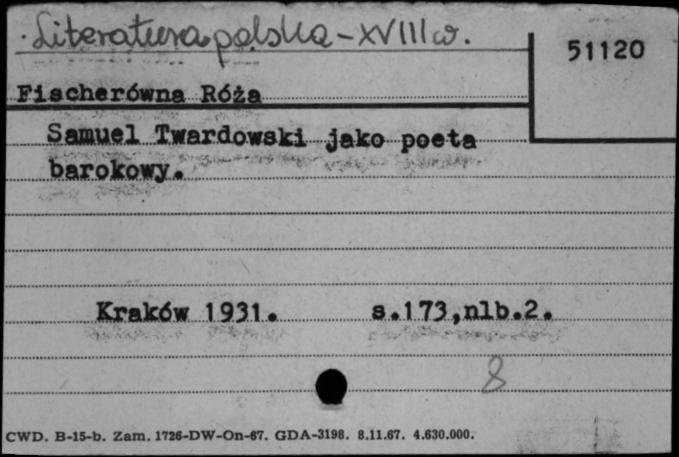 Literatura polska - XVIII w.
51120
Fischerówna Róża
Samuel Twardowski jako poeta
barokowy.
Kraków 1931. s.173,nlb.2.
8
CWD. B-15-b. Zam. 1726-DW-On-67. GDA-3198. 8.11.67. 4.630.000.